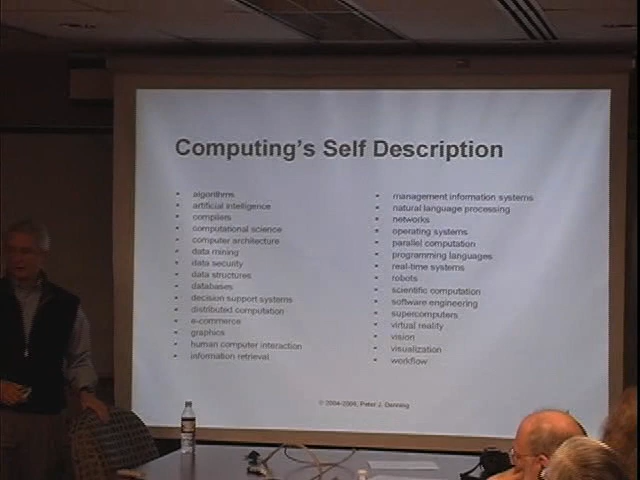 Computing's Self Description
algorithms
artificial intelligence
compilers
computational science
computer architecture
data mining
data security
data structures
databases
decision support systems
distributed computation
e-commerce
graphics
human computer interaction
information retrieval
management information systems
natural language processing
networks
operating systems
parallel computation
programming languages
real-time systems
robots
scientific computation
software engineering
supercomputers
virtual reality
vision
visualization
workflow
Peter J. Denning